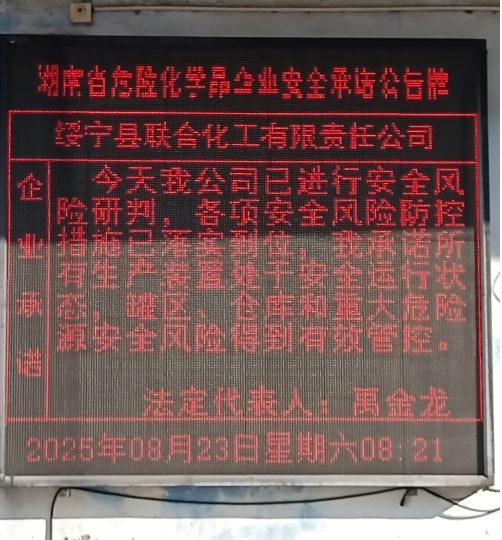 湖南省危险化学品企业安全承诺公告牌
绥宁县联合化工有限责任公司
企业承诺
今天我公司已进行安全风
险研判，各项安全风险防控
措施已落实到位，我承诺所
有生产装置处于安全运行状
态，罐区、仓库和重大危险
源安全风险得到有效管控。
法定代表人：禹金龙
2025年08月23日星期六08:21